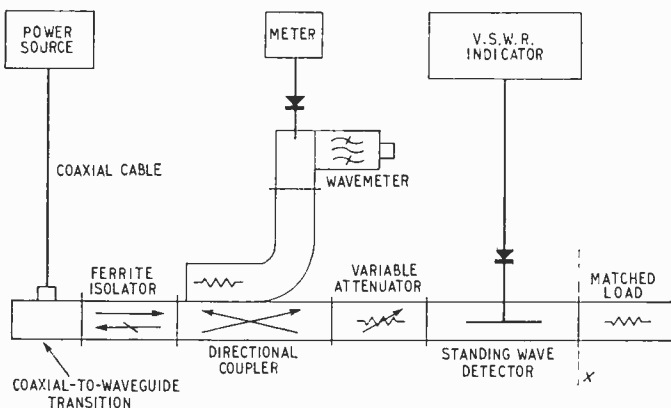 POWER
SOURCE
METER
V.S.W.R.
INDICATOR
COAXIAL CABLE
WAVEMETER
FERRITE
ISOLATOR
VARIABLE
ATTENUATOR
MATCHED
LOAD
DIRECTIONAL
COUPLER
STANDING WAVE
DETECTOR
X
COAXIAL-TO-WAVEGUIDE
TRANSITION